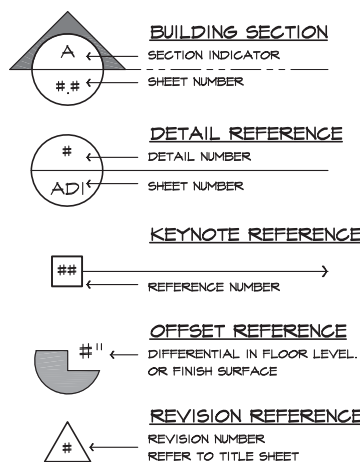 BUILDING SECTION
A
SECTION INDICATOR
#.#
SHEET NUMBER
DETAIL REFERENCE
#
DETAIL NUMBER
AD1
SHEET NUMBER
KEYNOTE REFERENCE
##
REFERENCE NUMBER
OFFSET REFERENCE
#"
DIFFERENTIAL IN FLOOR LEVEL.
OR FINISH SURFACE
REVISION REFERENCE
REVISION NUMBER
#
REFER TO TITLE SHEET